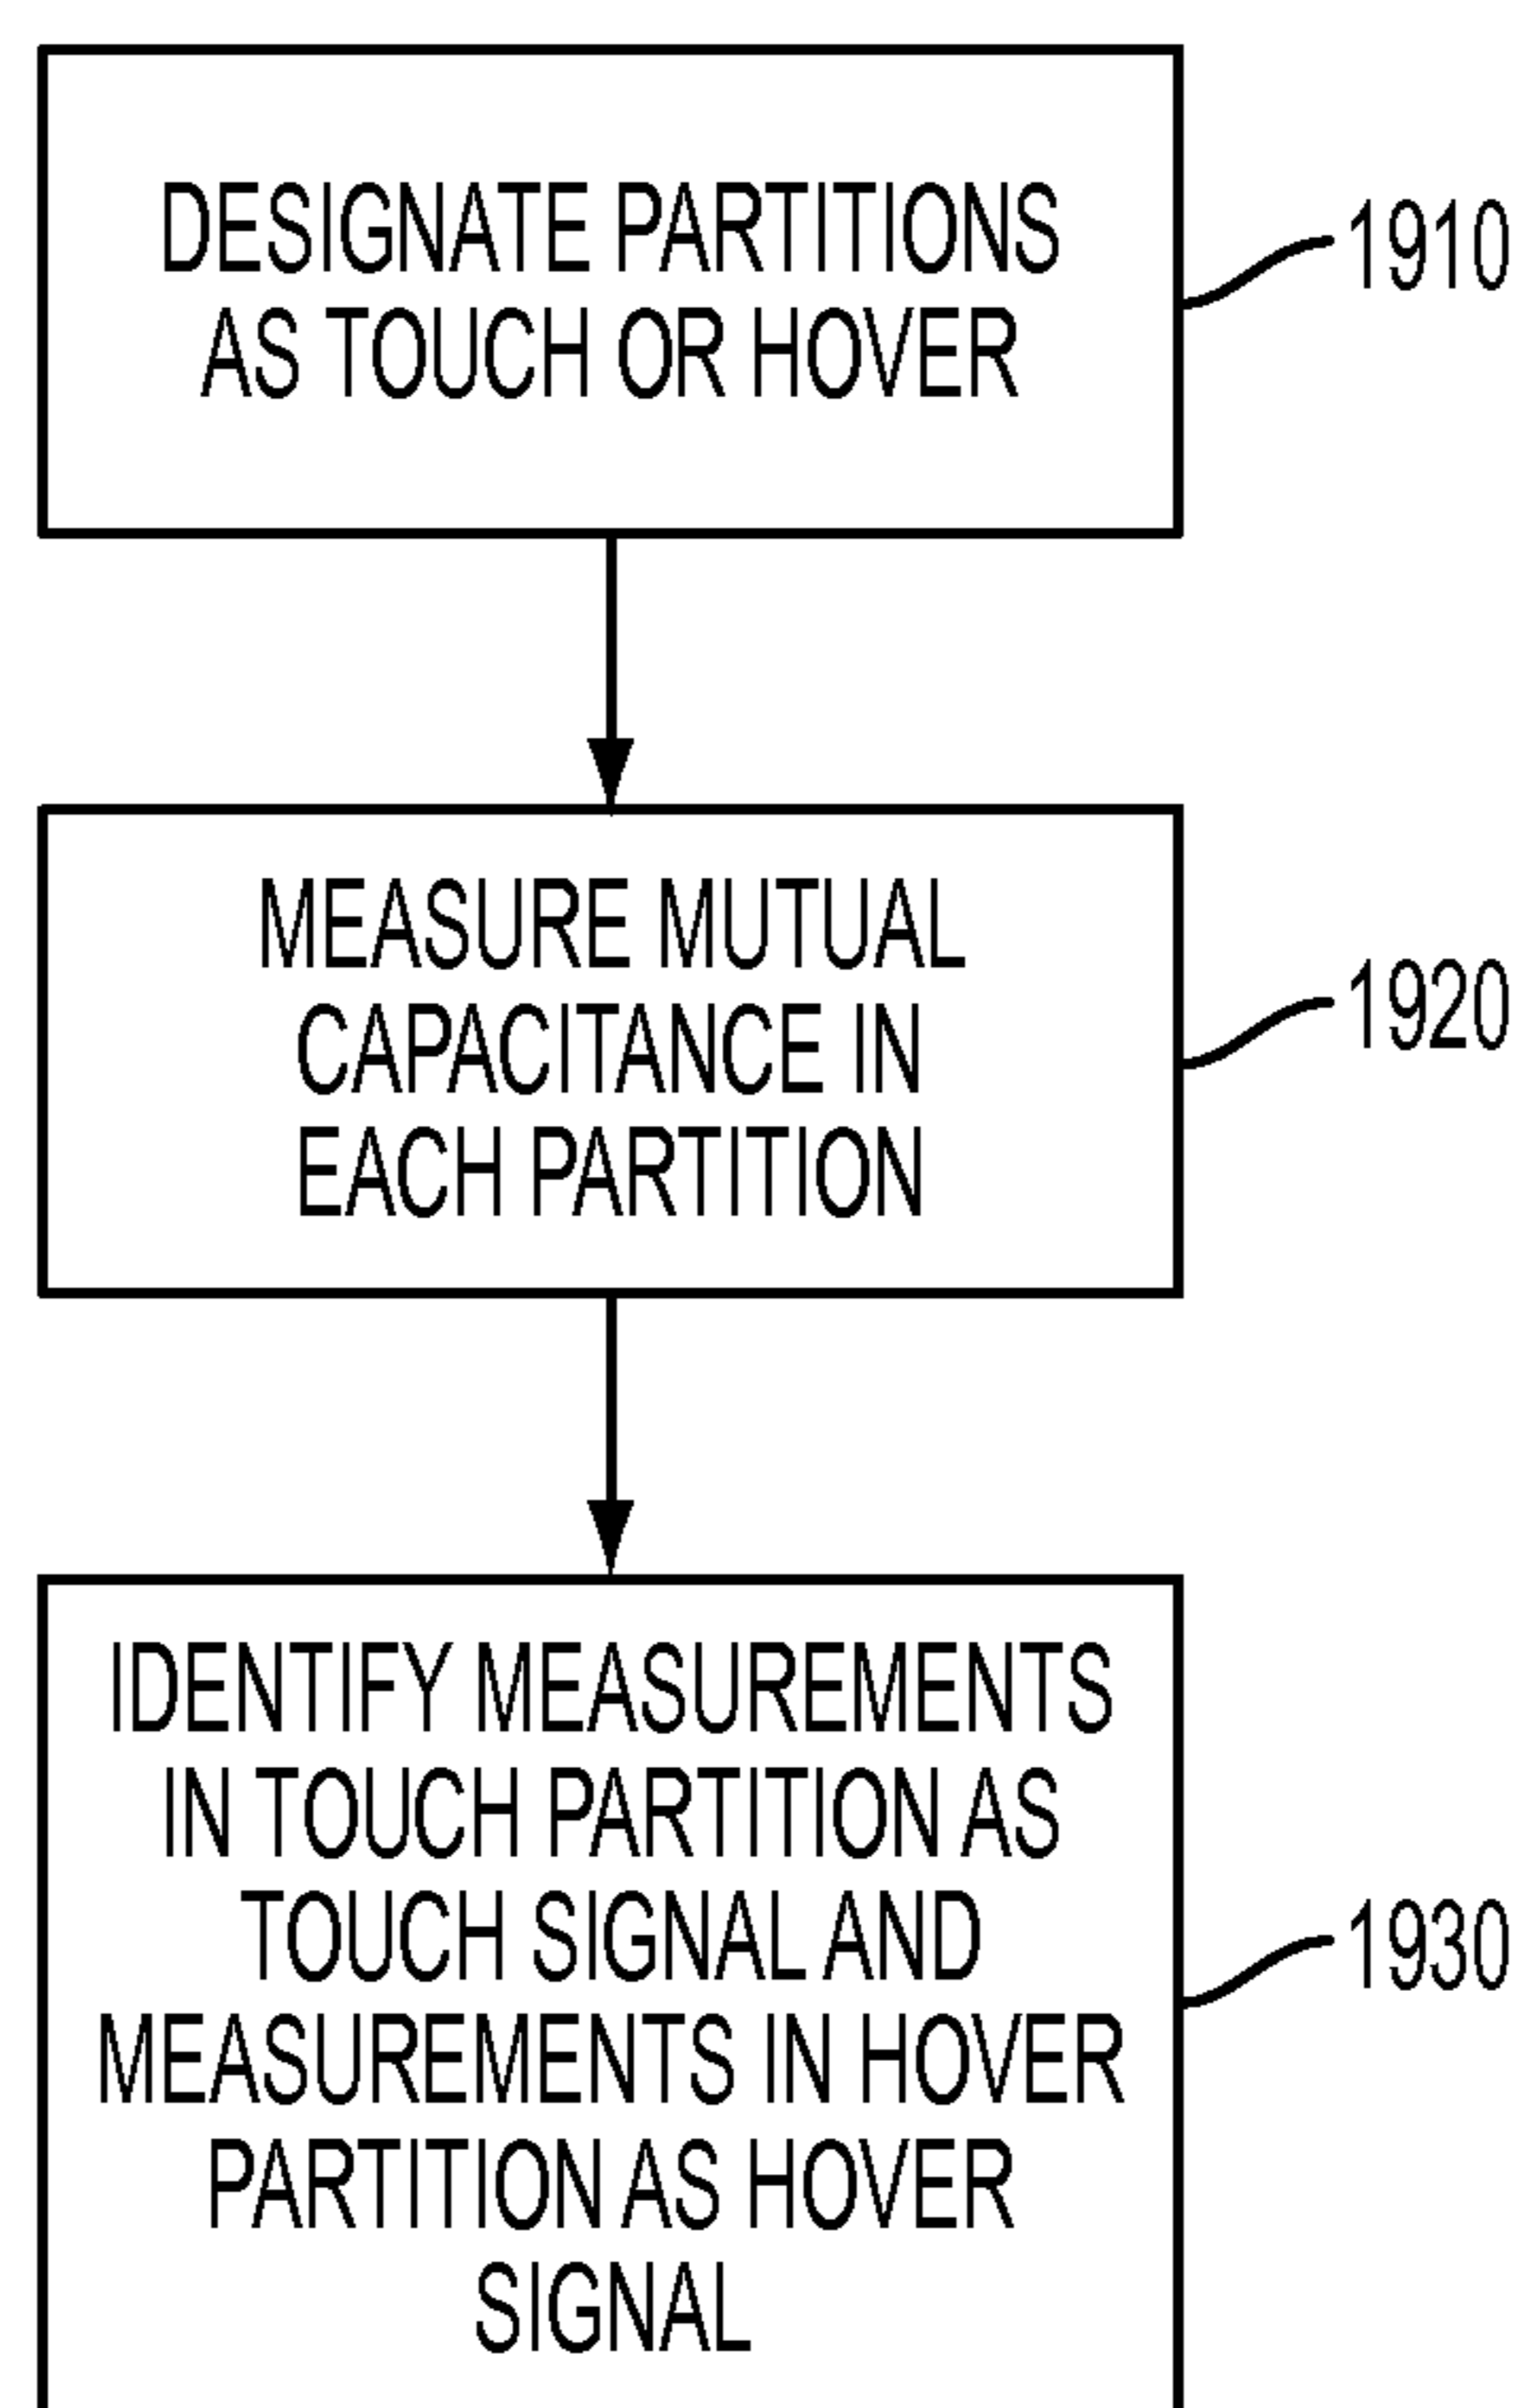 DESIGNATE PARTITIONS
AS TOUCH OR HOVER
1910
MEASURE MUTUAL
CAPACITANCE IN
EACH PARTITION
1920
IDENTIFY MEASUREMENTS
IN TOUCH PARTITION AS
TOUCH SIGNAL AND
MEASUREMENTS IN HOVER
PARTITION AS HOVER
SIGNAL
1930